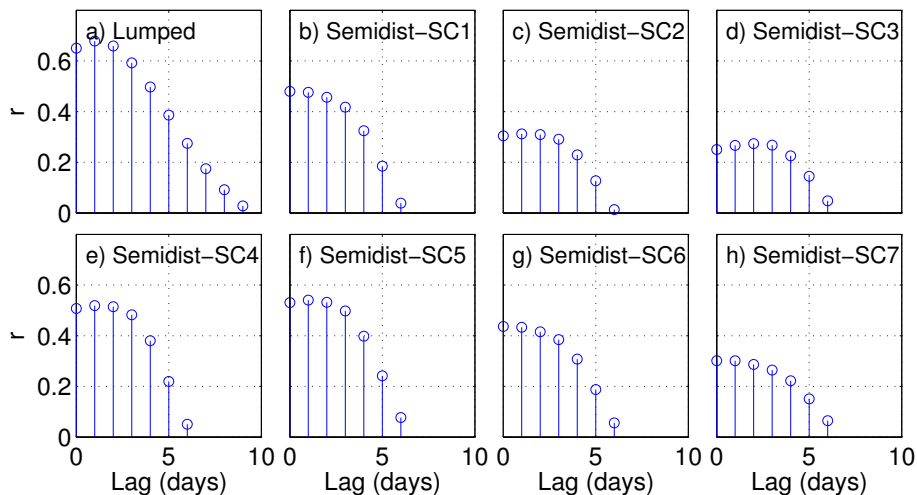 a) Lumped
b) Semidist−SC1
c) Semidist−SC2
d) Semidist−SC3
0.6
0.4
0.2
0
r
e) Semidist−SC4
f) Semidist−SC5
g) Semidist−SC6
h) Semidist−SC7
0.6
0.4
0.2
0
r
0 5 10 0 5 10 0 5 10 0 5 10
Lag (days) Lag (days) Lag (days) Lag (days)